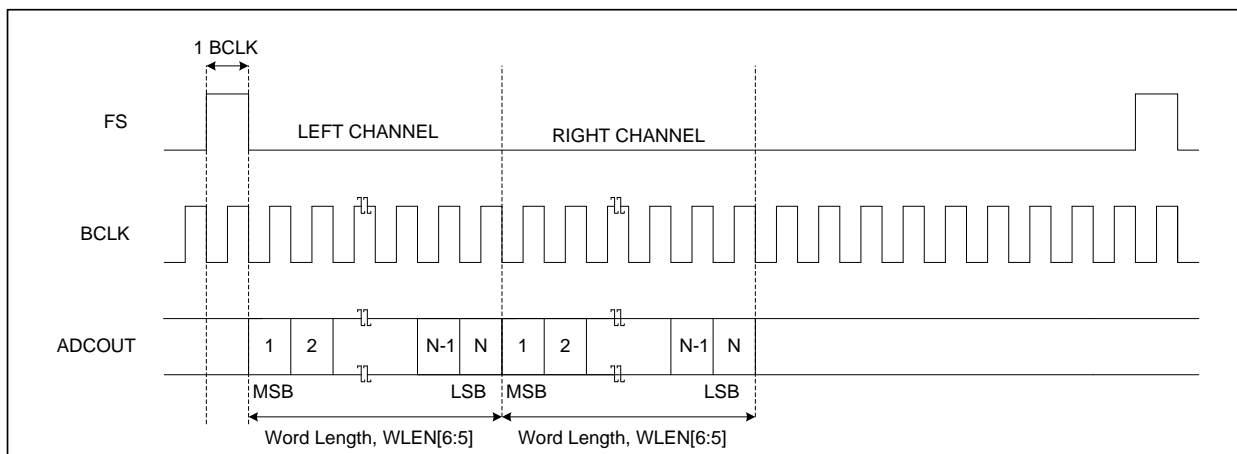 1 BCLK
FS
LEFT CHANNEL
RIGHT CHANNEL
BCLK
ADCOUT
1 2 N-1 N 1 2 N-1 N
MSB LSB MSB LSB
Word Length, WLEN[6:5] Word Length, WLEN[6:5]